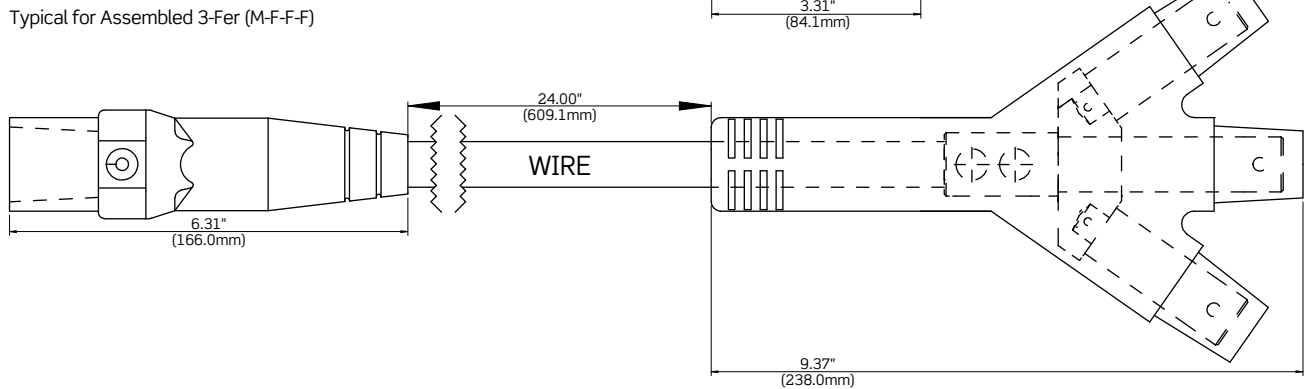 Typical for Assembled 3-Fer (M-F-F-F)
3.31"
(84.1mm)
24.00"
(609.1mm)
WIRE
6.31"
(166.0mm)
9.37"
(238.0mm)